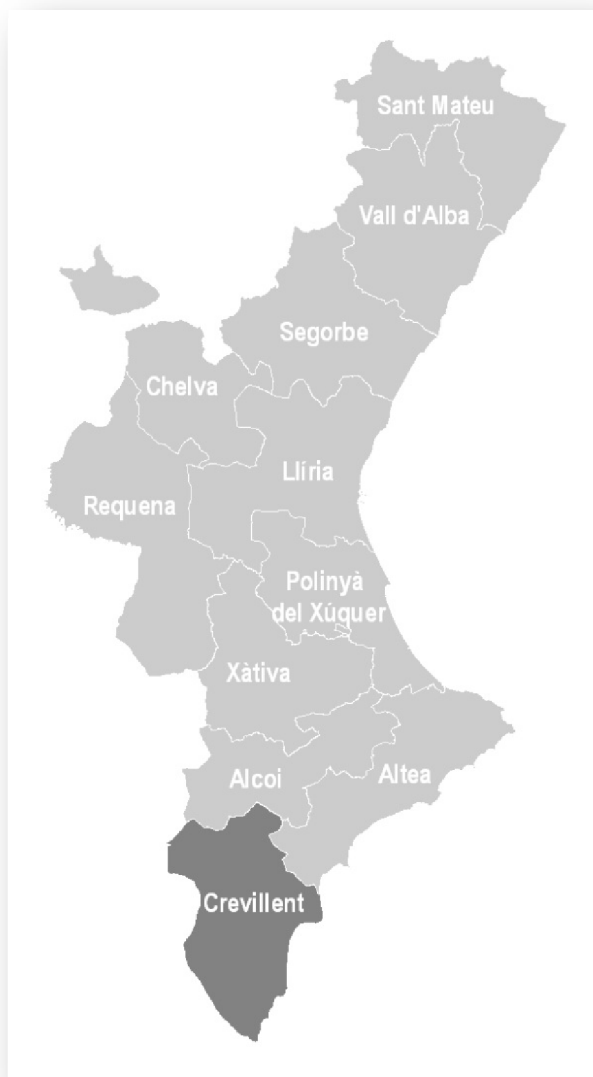 Sant Mateu
Vall d'Alba
Segorbe
Chelva
Llíria
Requena
Polinyà
del Xúquer
Xàtiva
Alcoi
Altea
Crevillent